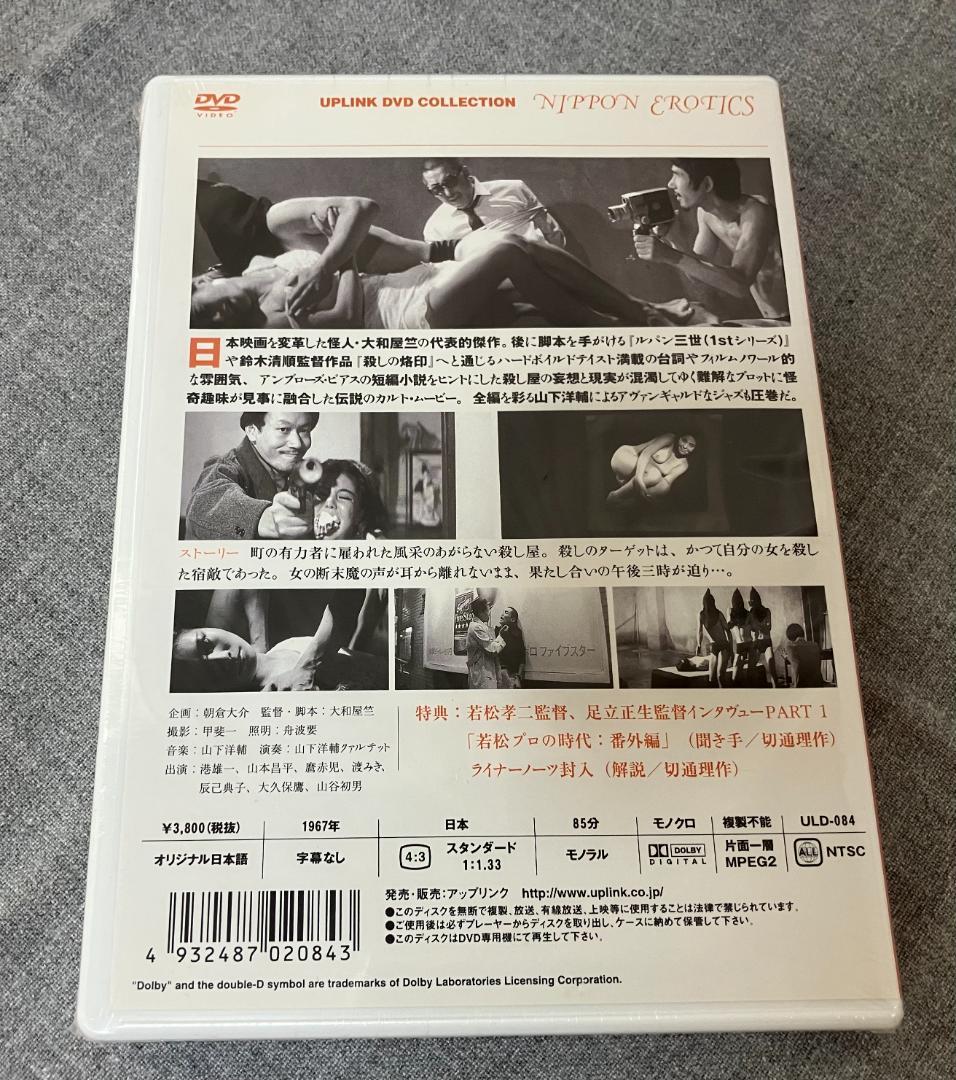 DVD VIDEO
UPLINK DVD COLLECTION NIPPON EROTICS
日本映画を変革した怪人・大和屋竺の代表的傑作。後に脚本を手がける『ルパン三世(1stシリーズ)』
や鈴木清順監督作品『殺しの烙印』へと通じるハードボイルドテイスト満載の台詞やフィルムノワール的
な雰囲気、アンブローズ・ビアスの短編小説をヒントにした殺し屋の妄想と現実が混濁してゆく難解なプロットに怪
奇趣味が見事に融合した伝説のカルト・ムービー。全編を彩る山下洋輔によるアヴァンギャルドなジャズも圧巻だ。
ストーリー 町の有力者に雇われた風采のあがらない殺し屋。殺しのターゲットは、かつて自分の女を殺し
た宿敵であった。女の断末魔の声が耳から離れないまま、果たし合いの午後三時が迫り…。
ファイブスター
企画：朝倉大介 監督・脚本：大和屋竺
撮影：甲斐一 照明：舟波要
音楽：山下洋輔 演奏：山下洋輔クァルテット
出演：港雄一、山本昌平、麿赤児、渡みき、
辰己典子、大久保鷹、山谷初男
特典：若松孝二監督、足立正生監督インタヴューPART 1
「若松プロの時代：番外編」（聞き手／切通理作）
ライナーノーツ封入（解説／切通理作）
¥3,800(税抜) 1967年 日本 85分 モノクロ 複製不能 ULD-084
オリジナル日本語 字幕なし 4:3 スタンダード 1:1.33 モノラル DOLBY DIGITAL 片面一層 MPEG2 ALL NTSC
発売・販売：アップリンク http://www.uplink.co.jp/
●このディスクを無断で複製、放送、有線放送、上映等に使用することは法律で禁じられています。
●ご使用後は必ずプレーヤーからディスクを取り出し、ケースに納めて保管して下さい。
●このディスクはDVD専用機にて再生して下さい。
4 932487 020843
"Dolby" and the double-D symbol are trademarks of Dolby Laboratories Licensing Corporation.